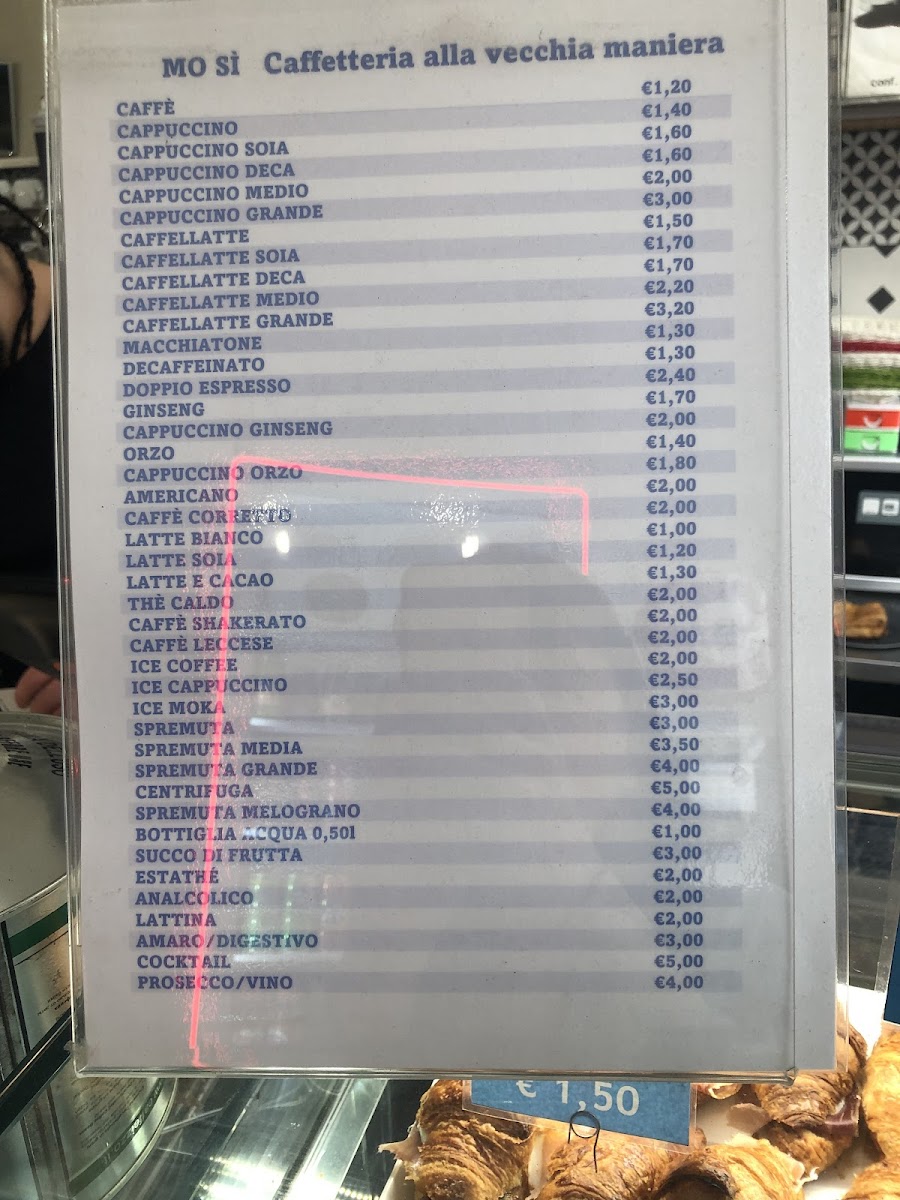 MO SÌ Caffetteria alla vecchia maniera
CAFFÈ €1,20
CAPPUCCINO €1,40
CAPPUCCINO SOIA €1,60
CAPPUCCINO DECA €1,60
CAPPUCCINO MEDIO €2,00
CAPPUCCINO GRANDE €3,00
CAFFELLATTE €1,50
CAFFELLATTE SOIA €1,70
CAFFELLATTE DECA €1,70
CAFFELLATTE MEDIO €2,20
CAFFELLATTE GRANDE €3,20
MACCHIATONE €1,30
DECAFFEINATO €1,30
DOPPIO ESPRESSO €2,40
GINSENG €1,70
CAPPUCCINO GINSENG €2,00
ORZO €1,40
CAPPUCCINO ORZO €1,80
AMERICANO €2,00
CAFFÈ CORRETTO €2,00
LATTE BIANCO €1,00
LATTE SOIA €1,20
LATTE E CACAO €1,30
THÈ CALDO €2,00
CAFFÈ SHAKERATO €2,00
CAFFÈ LECCESE €2,00
ICE COFFEE €2,00
ICE CAPPUCCINO €2,50
ICE MOKA €3,00
SPREMUTA €3,00
SPREMUTA MEDIA €3,50
SPREMUTA GRANDE €4,00
CENTRIFUGA €5,00
SPREMUTA MELOGRANO €4,00
BOTTIGLIA ACQUA 0,50l €1,00
SUCCO DI FRUTTA €3,00
ESTATHÉ €2,00
ANALCOLICO €2,00
LATTINA €2,00
AMARO/DIGESTIVO €3,00
COCKTAIL €5,00
PROSECCO/VINO €4,00
€ 1,50
conf.